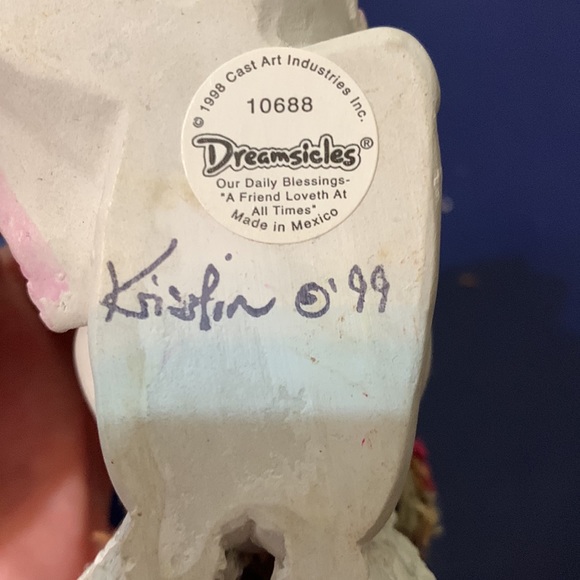 © 1998 Cast Art Industries Inc.
10688
Dreamsicles®
Our Daily Blessings-
"A Friend Loveth At
All Times"
Made in Mexico
Kristin © '99